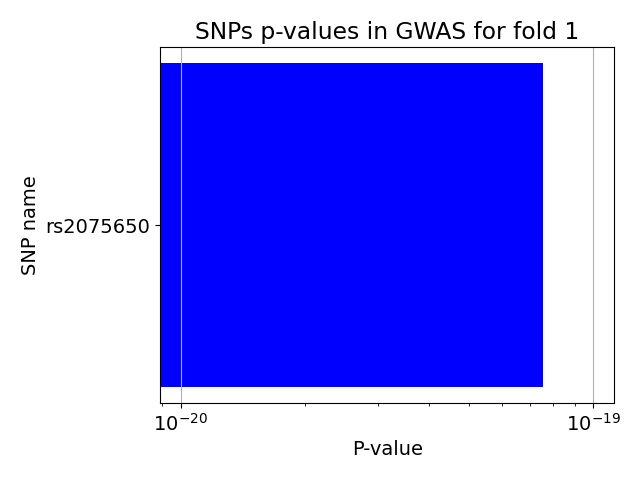 SNPs p-values in GWAS for fold 1
SNP name
rs2075650
10⁻²⁰
10⁻¹⁹
P-value